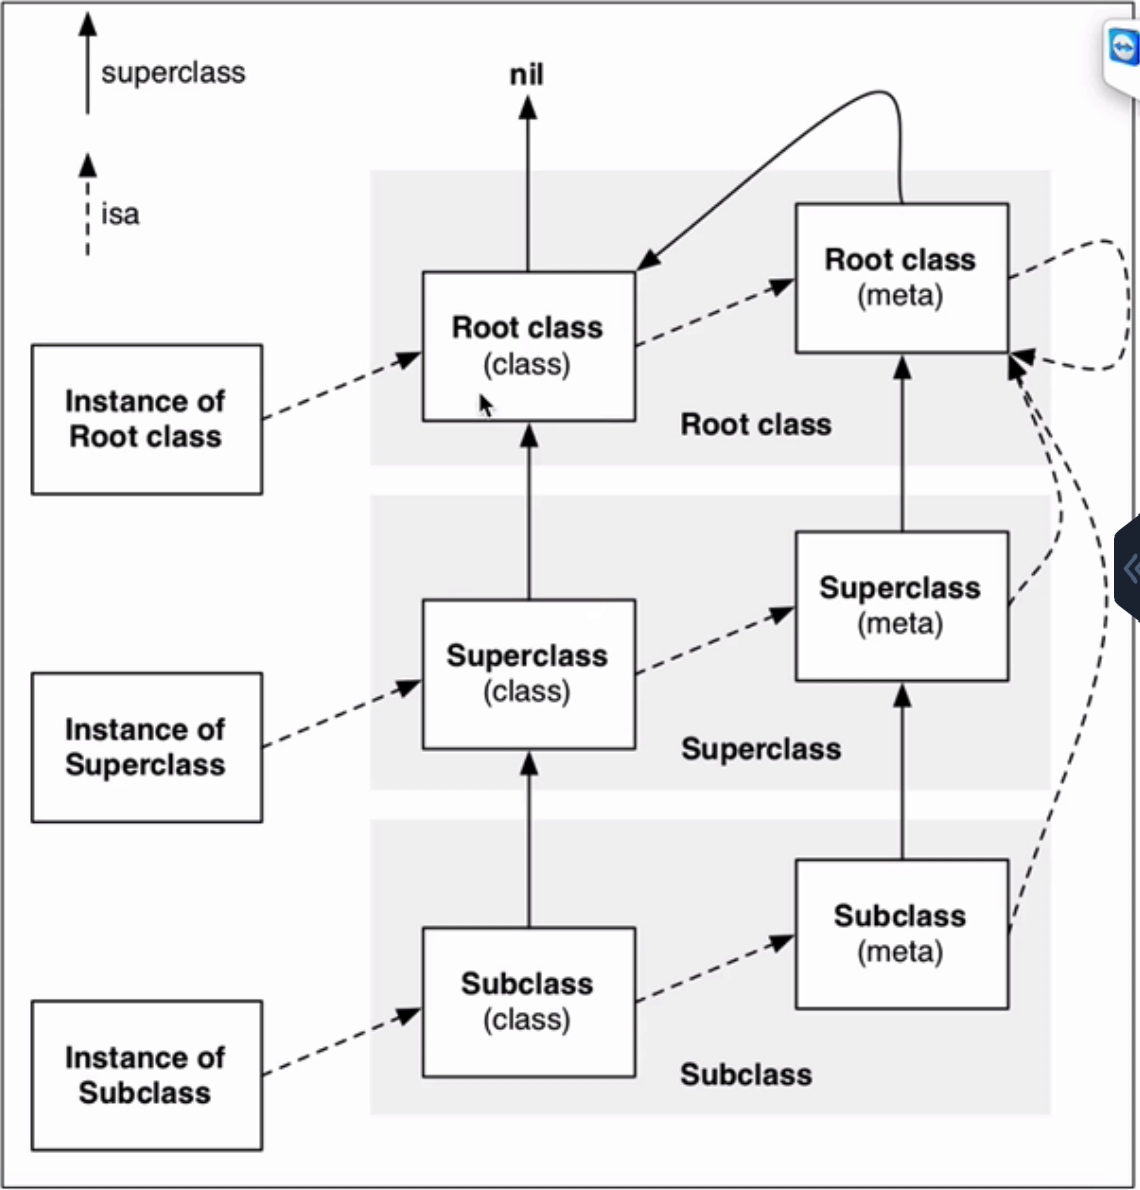 superclass
isa
nil
Root class
(meta)
Root class
(class)
Instance of
Root class
Root class
Superclass
(meta)
Superclass
(class)
Instance of
Superclass
Superclass
Subclass
(meta)
Subclass
(class)
Instance of
Subclass
Subclass